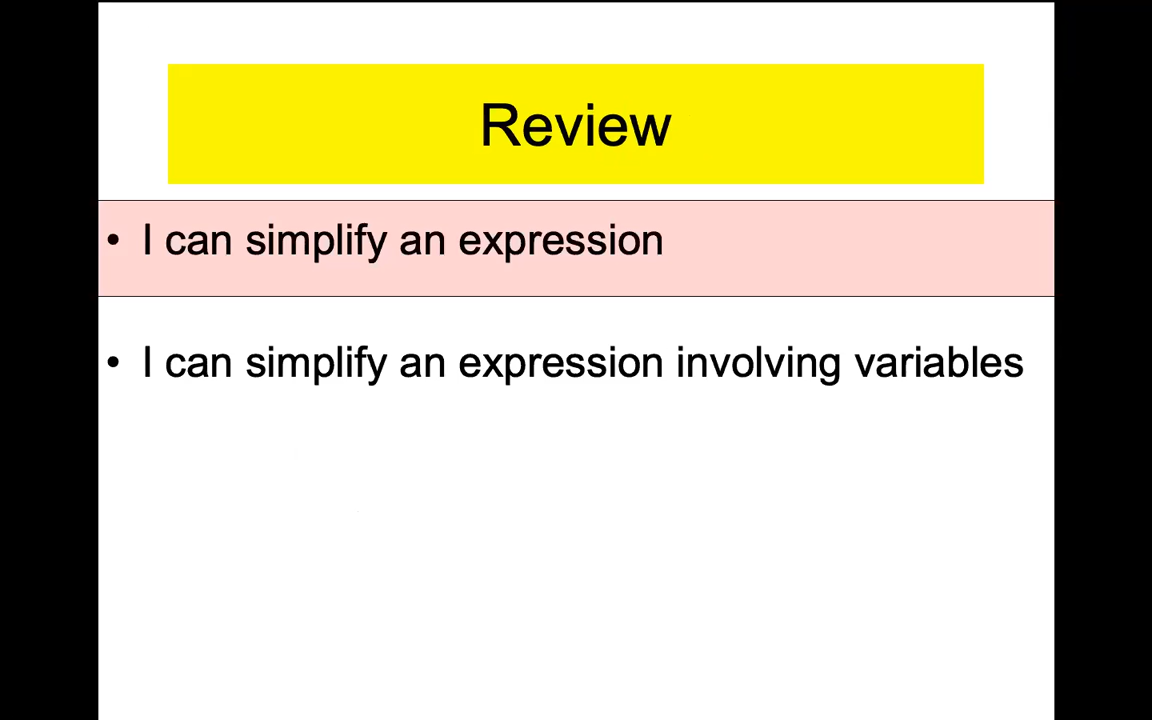 Review
• I can simplify an expression
• I can simplify an expression involving variables